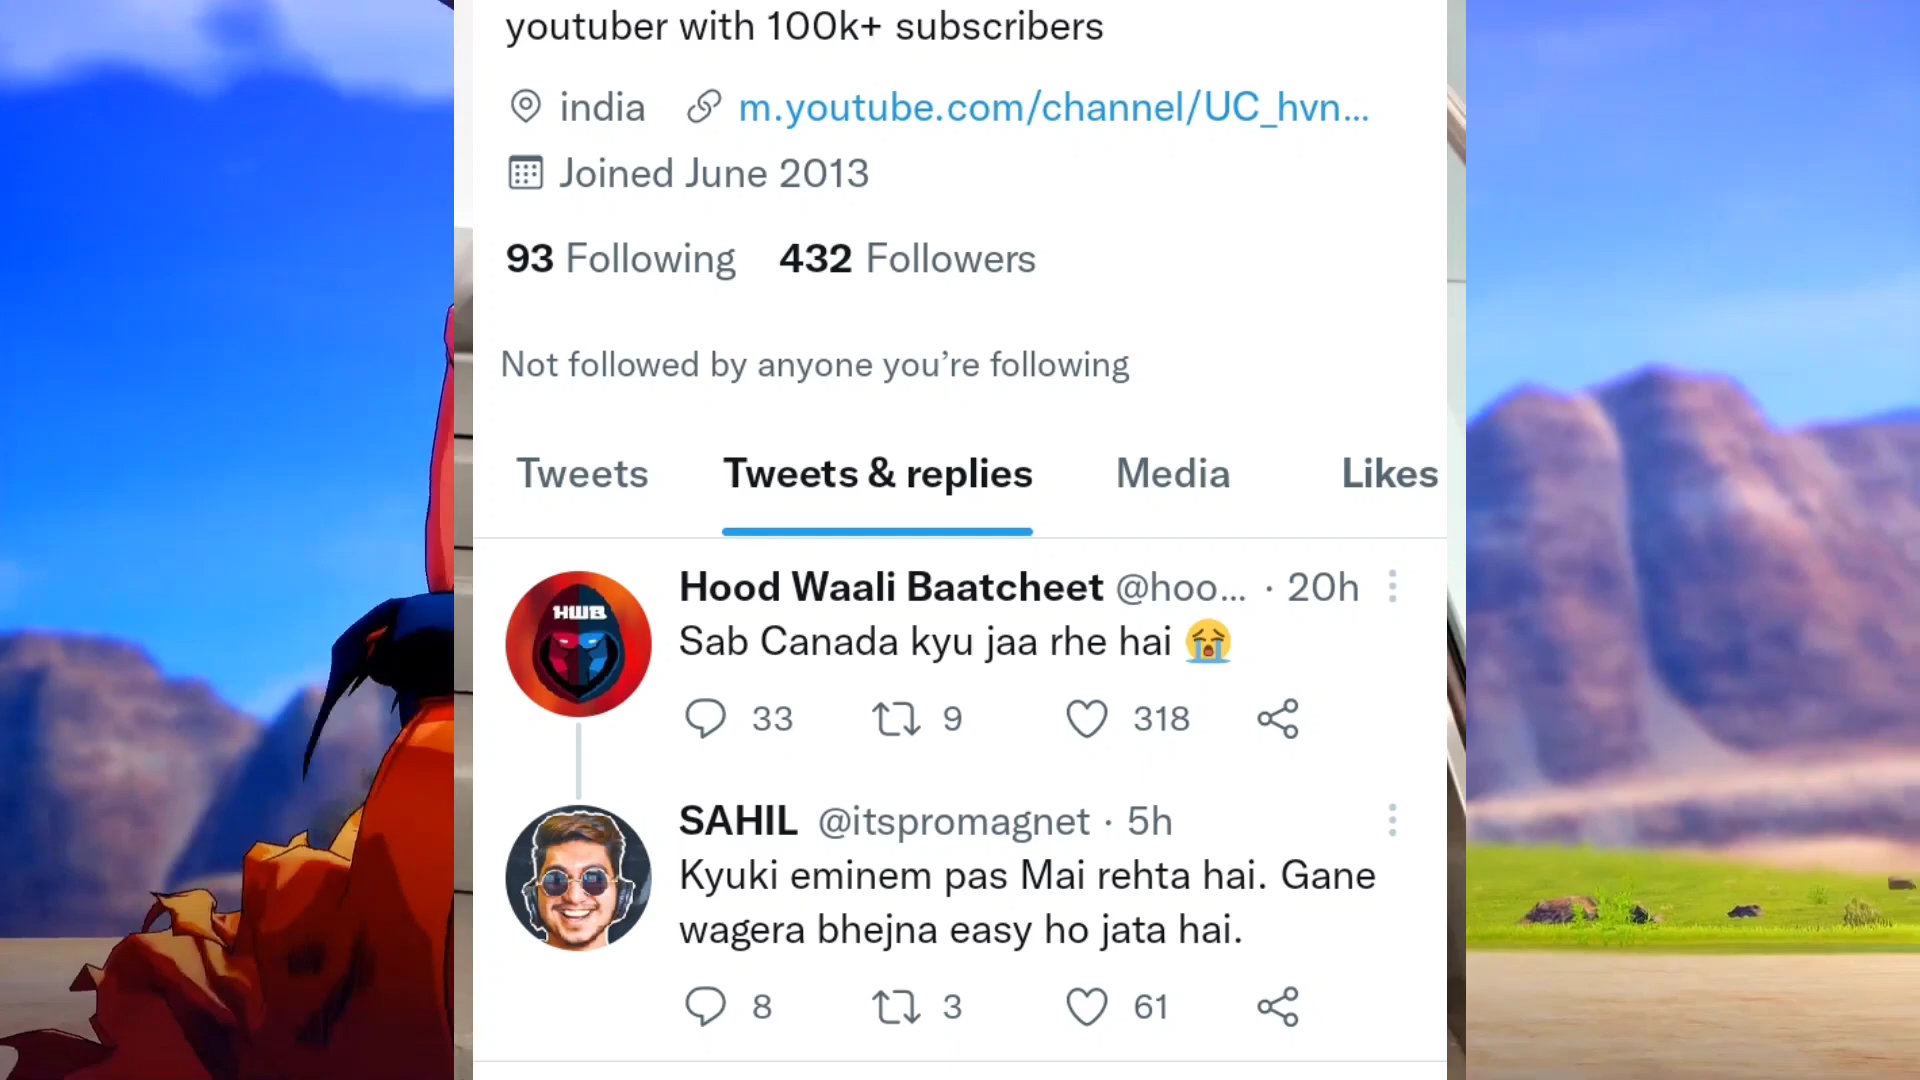 youtuber with 100k+ subscribers
india m.youtube.com/channel/UC_hvn...
Joined June 2013
93 Following 432 Followers
Not followed by anyone you’re following
Tweets Tweets & replies Media Likes
HWB
Hood Waali Baatcheet @hoo... · 20h
Sab Canada kyu jaa rhe hai 😭
33 9 318
SAHIL @itspromagnet · 5h
Kyuki eminem pas Mai rehta hai. Gane
wagera bhejna easy ho jata hai.
8 3 61